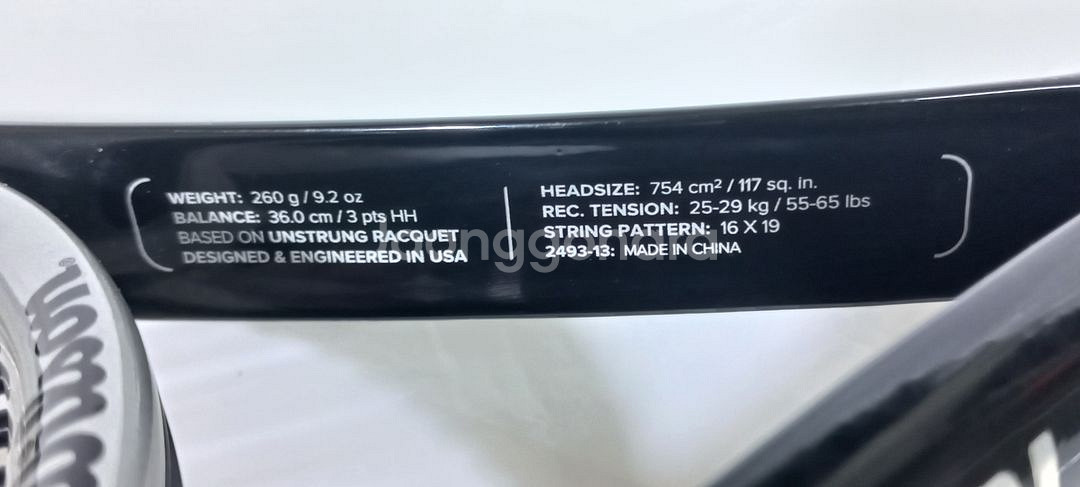 WEIGHT: 260 g / 9.2 oz
BALANCE: 36.0 cm / 3 pts HH
BASED ON UNSTRUNG RACQUET
DESIGNED & ENGINEERED IN USA
HEADSIZE: 754 cm² / 117 sq. in.
REC. TENSION: 25-29 kg / 55-65 lbs
STRING PATTERN: 16 X 19
2493-13: MADE IN CHINA